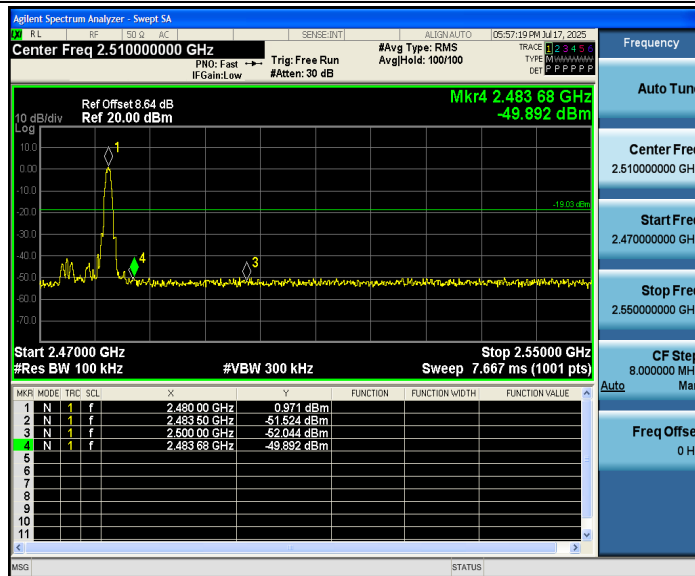 Agilent Spectrum Analyzer - Swept SA
LXI RL RF 50 Ω AC SENSE:INT ALIGNAUTO 05:57:19 PM Jul 17, 2025
Center Freq 2.510000000 GHz
#Avg Type: RMS
TRACE 1 2 3 4 5 6
PNO: Fast Trig: Free Run Avg|Hold: 100/100
TYPE M WWWWW
IFGain:Low #Atten: 30 dB
DET P P P P P P
Frequency
Auto Tune
Center Freq
2.510000000 GH
Start Freq
2.470000000 GH
Stop Freq
2.550000000 GH
CF Step
8.000000 MH
Auto Man
Freq Offse
0 H
Mkr4 2.483 68 GHz
-49.892 dBm
Ref Offset 8.64 dB
10 dB/div Ref 20.00 dBm
Log
10.0
0.00
-10.0
-20.0
-30.0
-40.0
-50.0
-60.0
-70.0
1
4
3
-19.03 dBm
Start 2.47000 GHz Stop 2.55000 GHz
#Res BW 100 kHz #VBW 300 kHz Sweep 7.667 ms (1001 pts)
MKR MODE TRC SCL X Y FUNCTION FUNCTION WIDTH FUNCTION VALUE
1 N 1 f 2.480 00 GHz 0.971 dBm
2 N 1 f 2.483 50 GHz -51.524 dBm
3 N 1 f 2.500 00 GHz -52.044 dBm
4 N 1 f 2.483 68 GHz -49.892 dBm
5
6
7
8
9
10
11
MSG STATUS